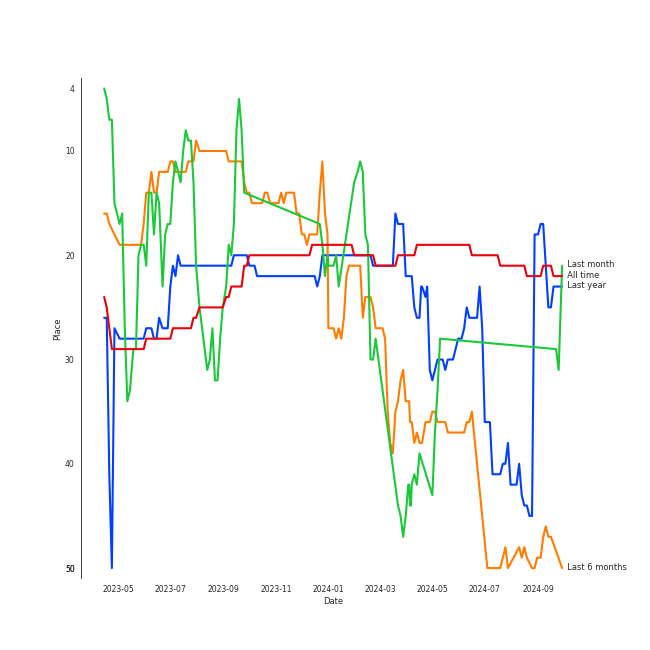 4
10
20
30
40
50
Place
2023-05
2023-07
2023-09
2023-11
2024-01
2024-03
2024-05
2024-07
2024-09
Date
Last month
All time
Last year
Last 6 months